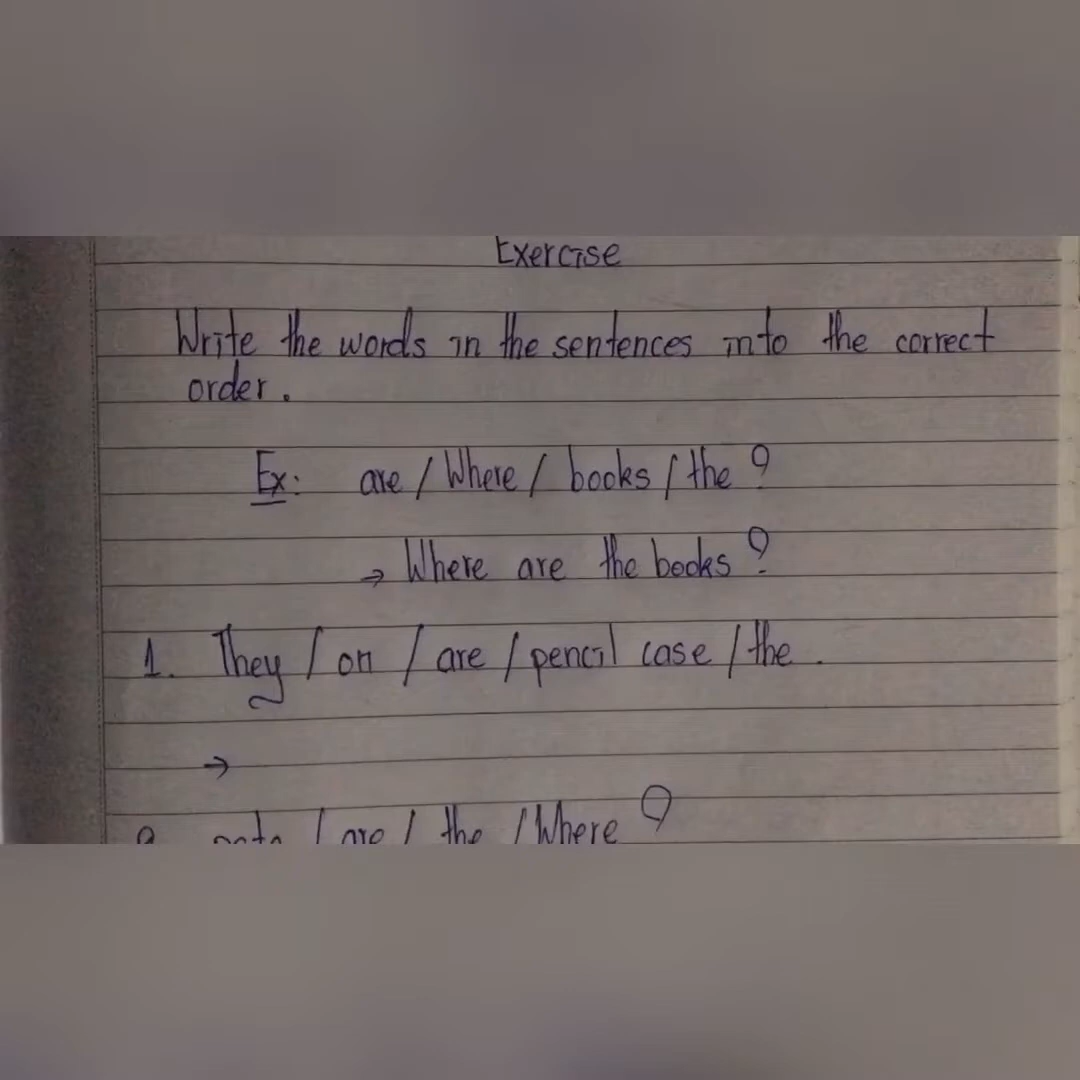 Exercise
Write the words in the sentences into the correct
order.
Ex: are / Where / books / the ?
→ Where are the books ?
1. They / on / are / pencil case / the .
→
/ are / the / Where ?